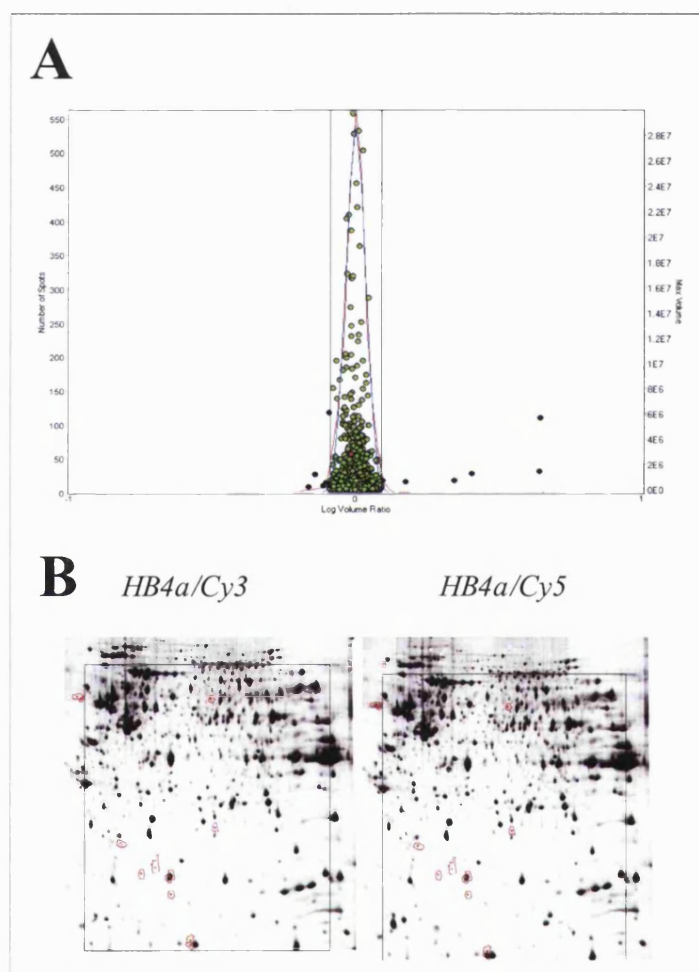 A
550
500
450
400
350
300
250
200
150
100
50
0
Number of Spots
2.8E7
2.6E7
2.4E7
2.2E7
2E7
1.8E7
1.6E7
1.4E7
1.2E7
1E7
8E6
6E6
4E6
2E6
0E0
Max Volume
-1
0
1
Log Volume Ratio
B
HB4a/Cy3
HB4a/Cy5